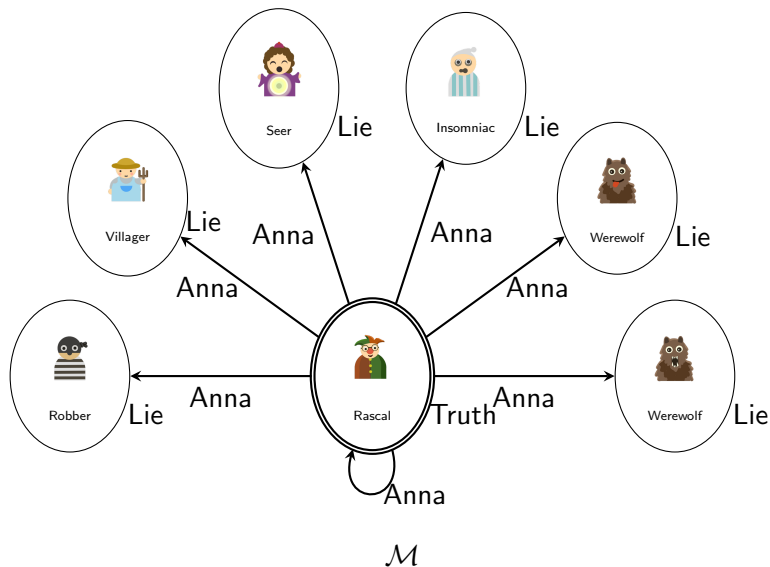 Seer
Lie
Insomniac
Lie
Villager
Lie
Anna
Anna
Werewolf
Lie
Anna
Anna
Robber
Lie
Anna
Rascal
Truth
Anna
Werewolf
Lie
Anna
ℳ